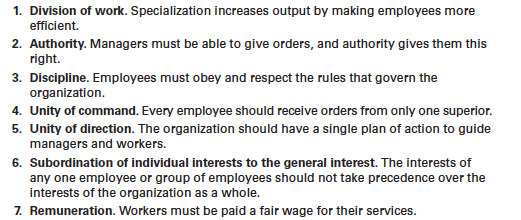 1. Division of work. Specialization increases output by making employees more
efficient.
2. Authority. Managers must be able to give orders, and authority gives them this
right.
3. Discipline. Employees must obey and respect the rules that govern the
organization.
4. Unity of command. Every employee should receive orders from only one superior.
5. Unity of direction. The organization should have a single plan of action to guide
managers and workers.
6. Subordination of individual interests to the general interest. The interests of
any one employee or group of employees should not take precedence over the
interests of the organization as a whole.
7. Remuneration. Workers must be paid a fair wage for their services.